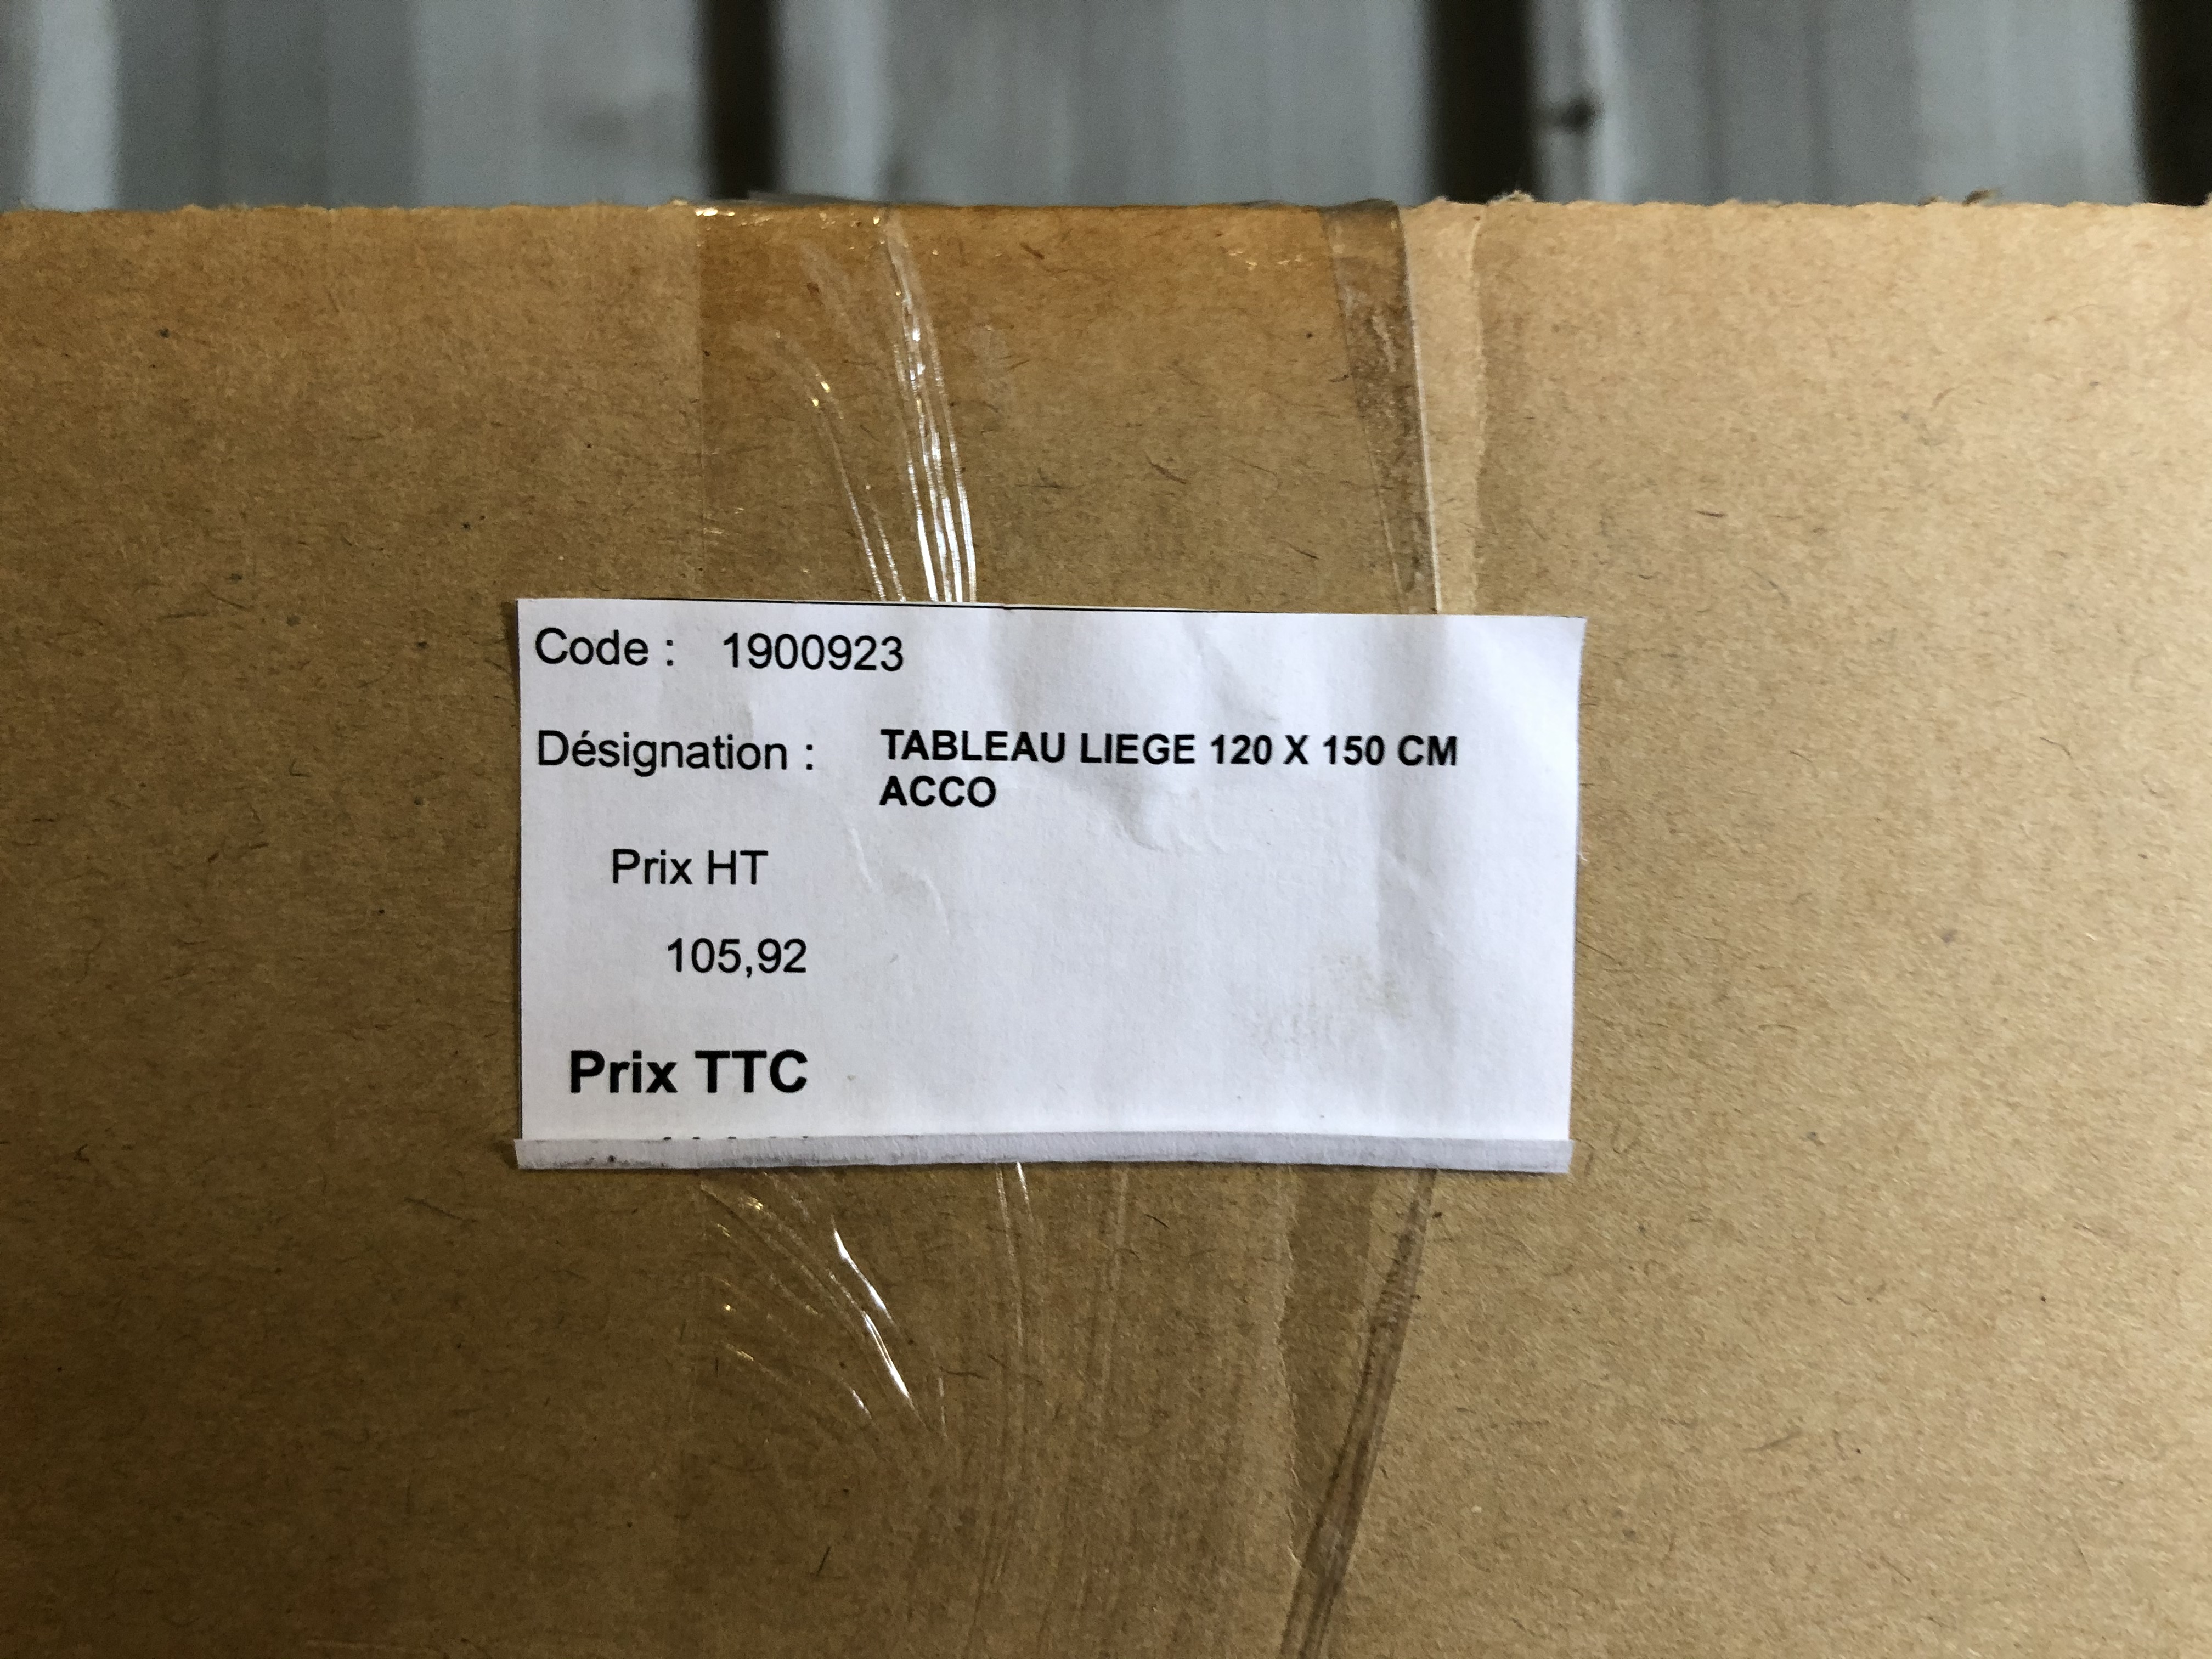 Code : 1900923
Désignation : TABLEAU LIEGE 120 X 150 CM
ACCO
Prix HT
105,92
Prix TTC